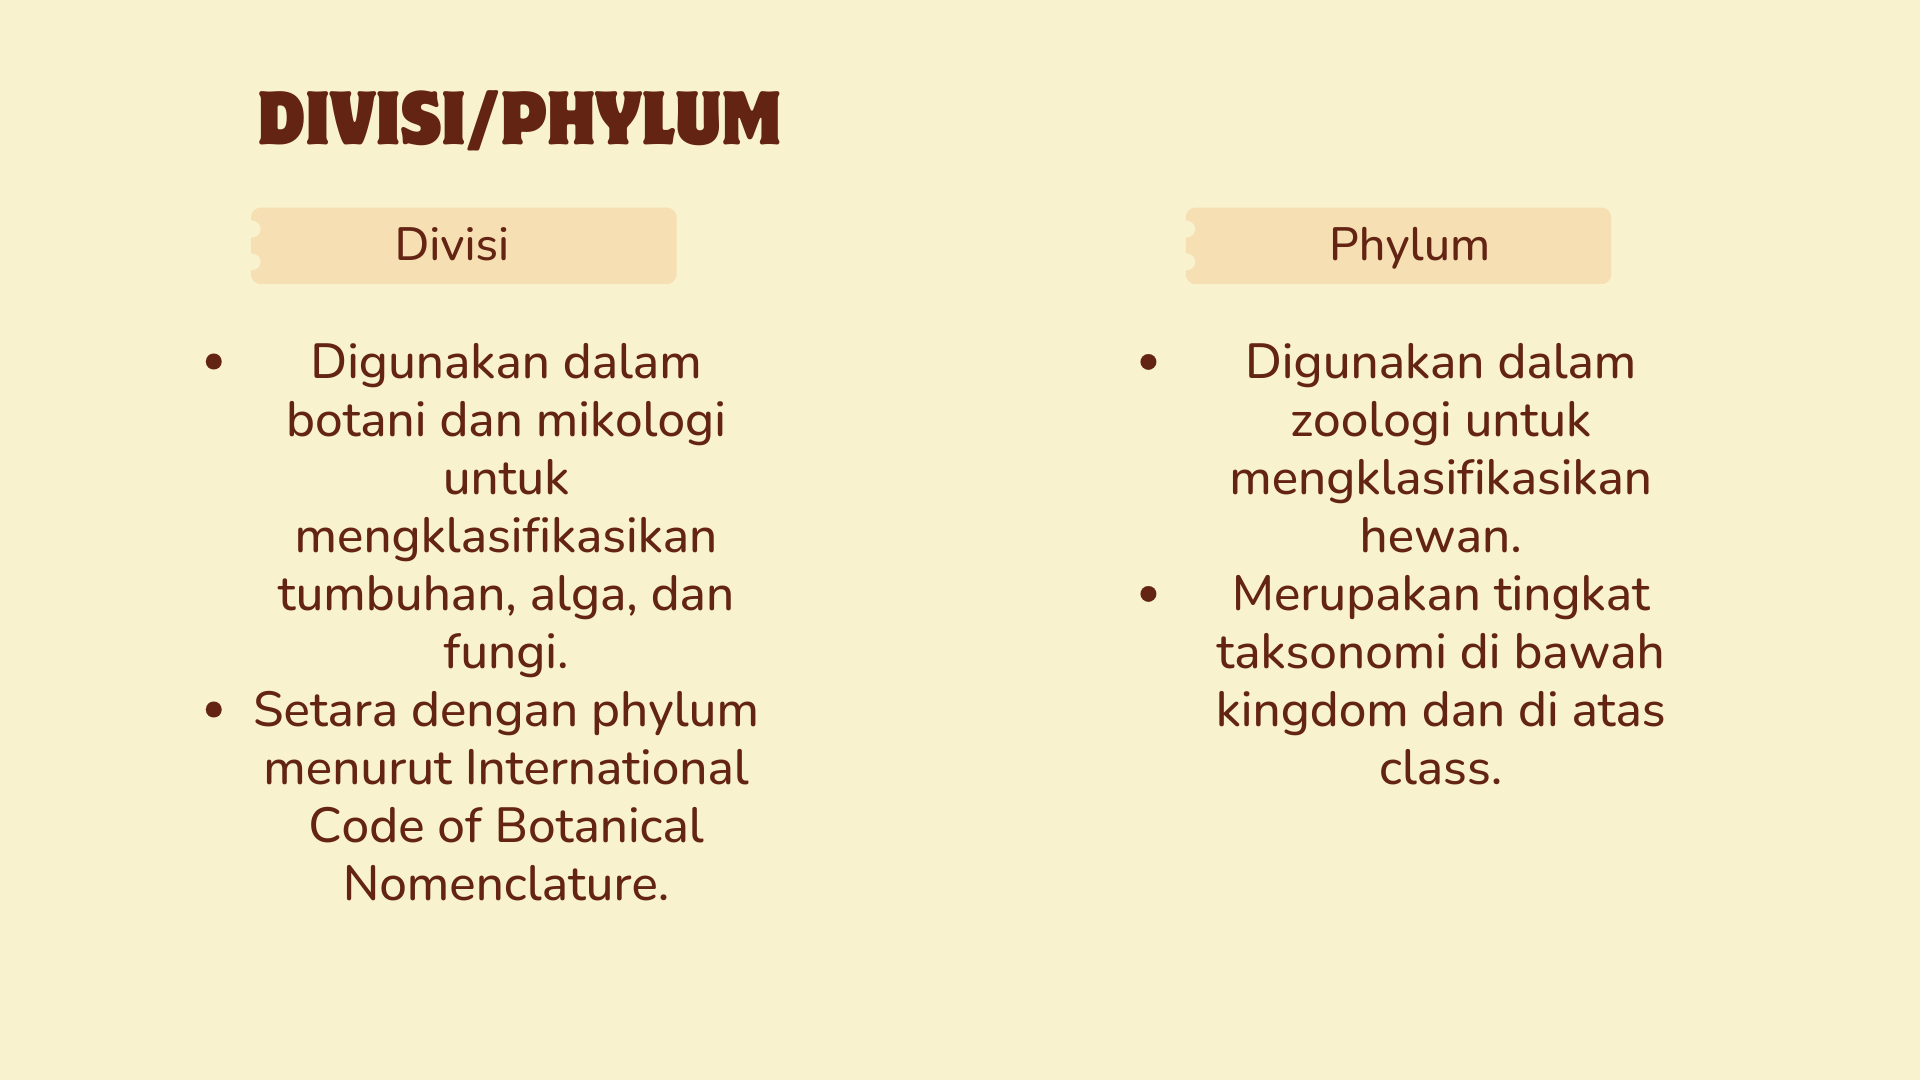 DIVISI/PHYLUM
Divisi
• Digunakan dalam
botani dan mikologi
untuk
mengklasifikasikan
tumbuhan, alga, dan
fungi.
• Setara dengan phylum
menurut International
Code of Botanical
Nomenclature.
Phylum
• Digunakan dalam
zoologi untuk
mengklasifikasikan
hewan.
• Merupakan tingkat
taksonomi di bawah
kingdom dan di atas
class.